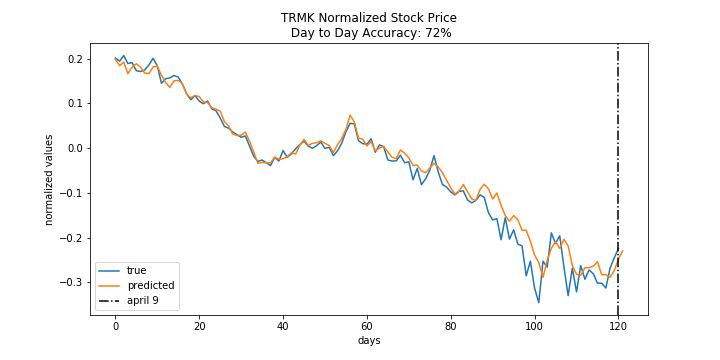 TRMK Normalized Stock Price
Day to Day Accuracy: 72%
normalized values
0.2
0.1
0.0
−0.1
−0.2
−0.3
true
predicted
april 9
0 20 40 60 80 100 120
days